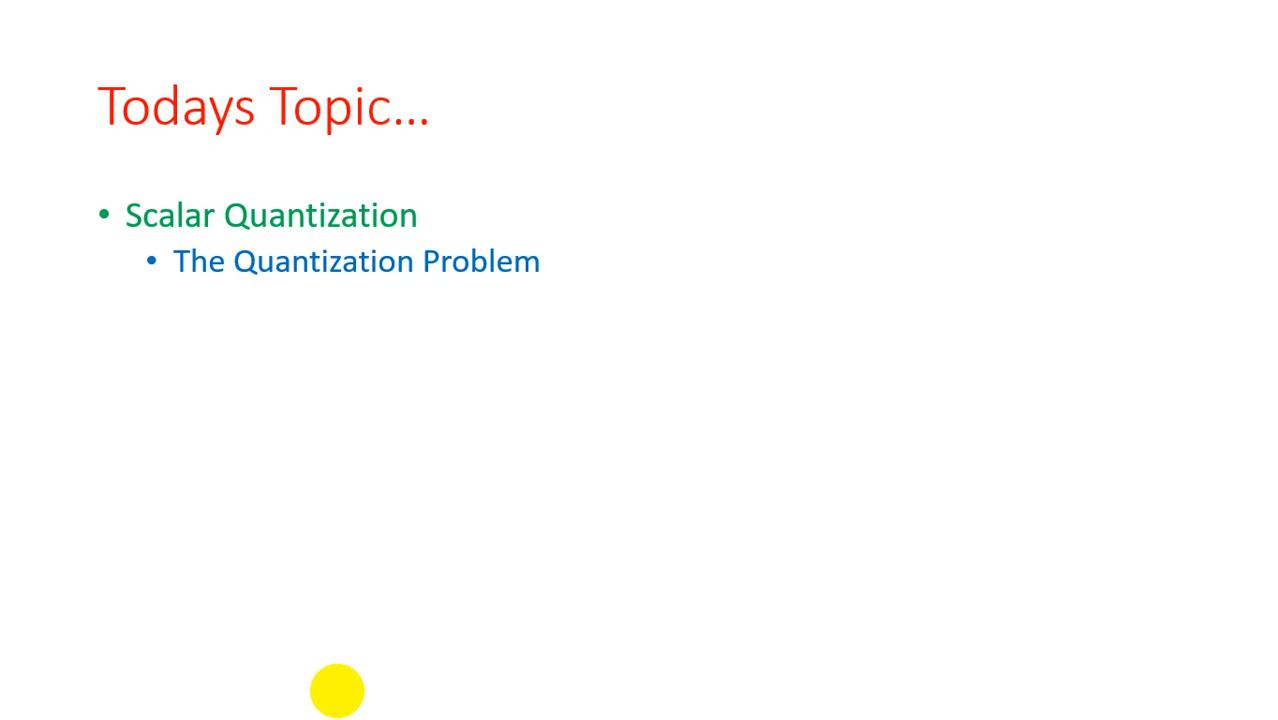 Todays Topic...
• Scalar Quantization
• The Quantization Problem